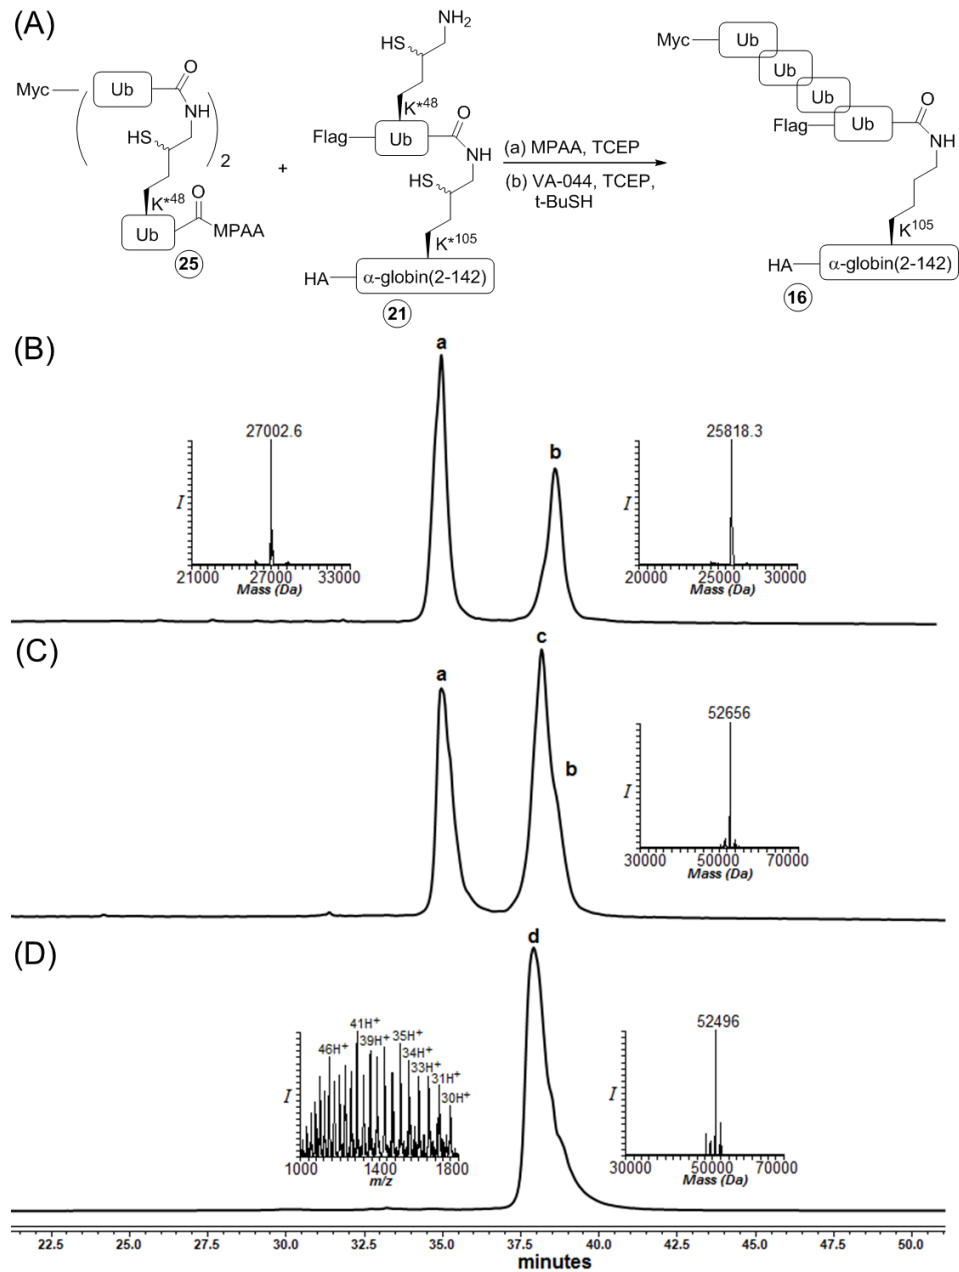 (A)
NH₂
HS
Myc
Ub
O
NH
HS
2
K*⁴⁸
O
Ub
MPAA
25
+
K*⁴⁸
Flag
Ub
O
NH
HS
K*¹⁰⁵
HA
α-globin(2-142)
21
(a) MPAA, TCEP
(b) VA-044, TCEP,
t-BuSH
Myc
Ub
Ub
Ub
Flag
Ub
O
NH
K¹⁰⁵
HA
α-globin(2-142)
16
(B)
a
b
27002.6
I
21000 27000 33000
Mass (Da)
25818.3
I
20000 25000 30000
Mass (Da)
(C)
a
c
b
52656
I
30000 50000 70000
Mass (Da)
(D)
d
46H⁺
41H⁺
39H⁺
35H⁺
34H⁺
33H⁺
31H⁺
30H⁺
I
1000 1400 1800
m/z
52496
I
30000 50000 70000
Mass (Da)
22.5 25.0 27.5 30.0 32.5 35.0 37.5 40.0 42.5 45.0 47.5 50.0
minutes